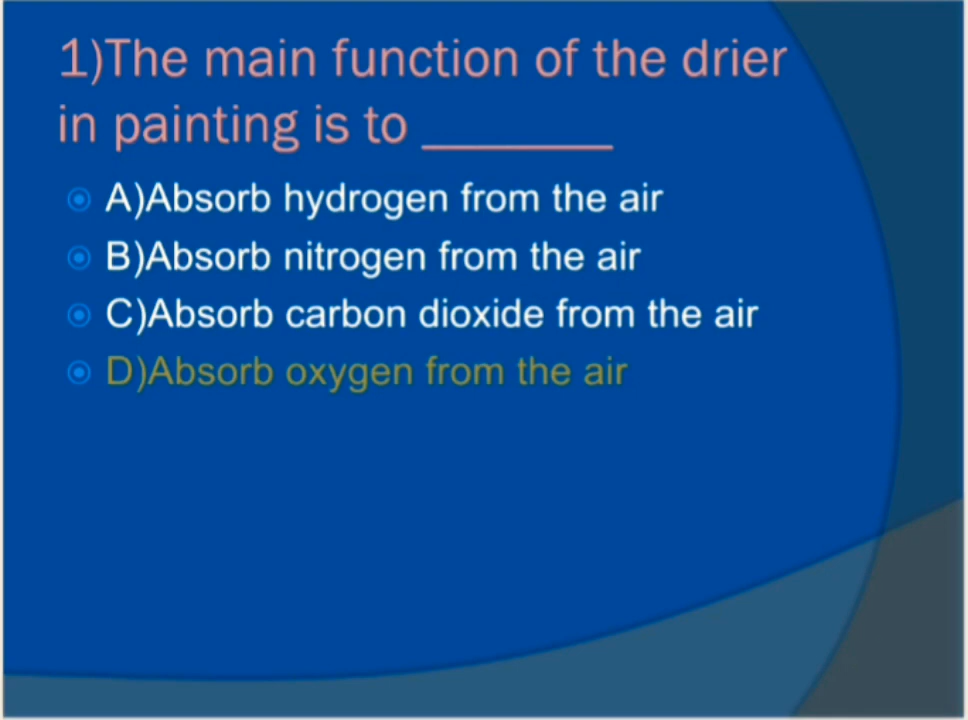 1)The main function of the drier
in painting is to _______
A)Absorb hydrogen from the air
B)Absorb nitrogen from the air
C)Absorb carbon dioxide from the air
D)Absorb oxygen from the air